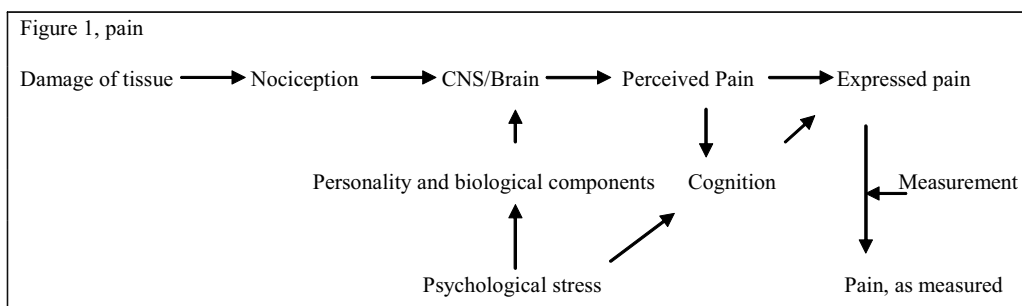 Figure 1, pain
Damage of tissue Nociception CNS/Brain Perceived Pain Expressed pain
Personality and biological components Cognition Measurement
Psychological stress Pain, as measured